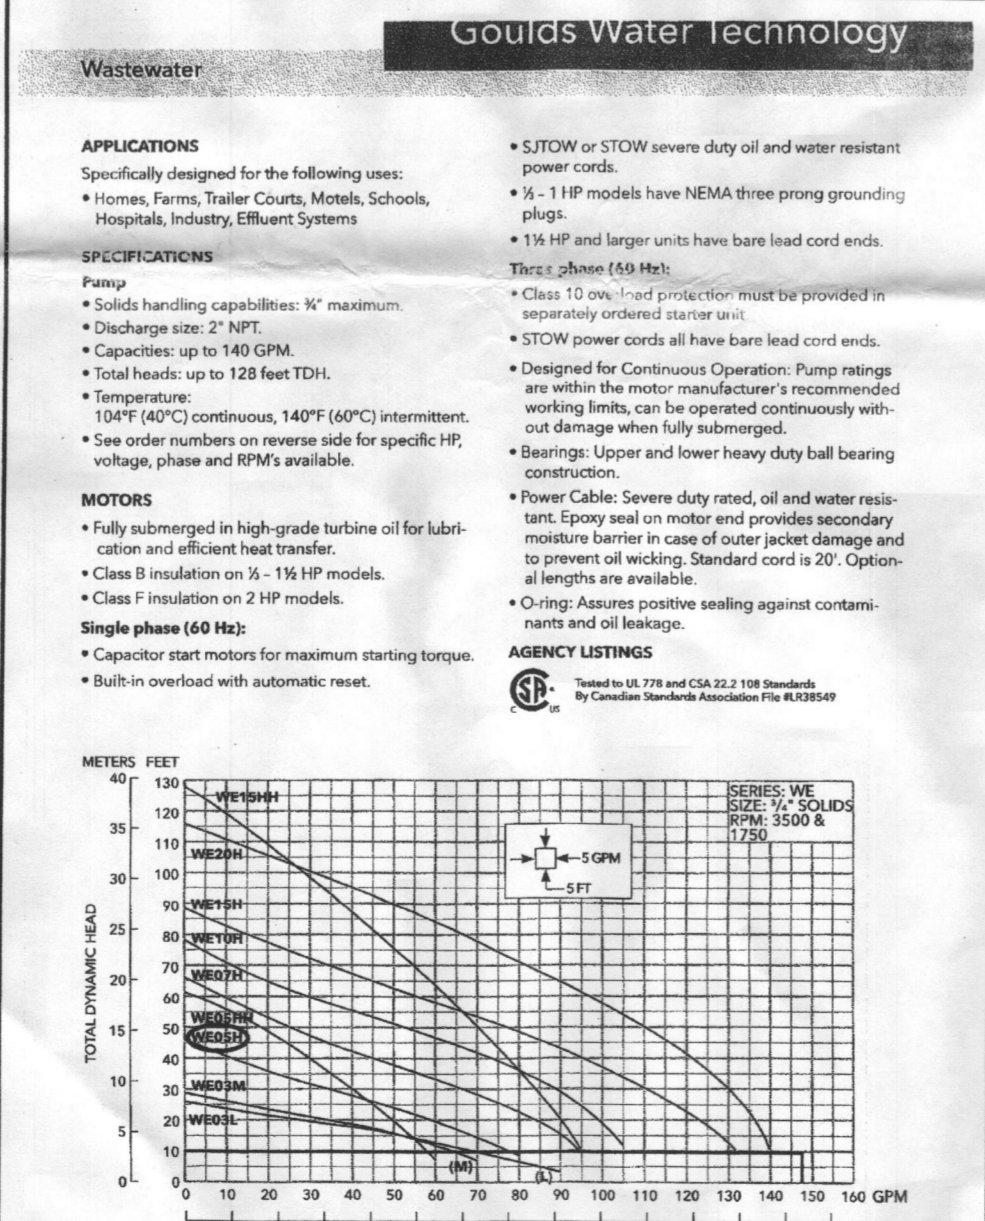 Goulds Water Technology
Wastewater
APPLICATIONS
Specifically designed for the following uses:
• Homes, Farms, Trailer Courts, Motels, Schools,
Hospitals, Industry, Effluent Systems
SPECIFICATIONS
Pump
• Solids handling capabilities: ¾" maximum.
• Discharge size: 2" NPT.
• Capacities: up to 140 GPM.
• Total heads: up to 128 feet TDH.
• Temperature:
104°F (40°C) continuous, 140°F (60°C) intermittent.
• See order numbers on reverse side for specific HP,
voltage, phase and RPM's available.
MOTORS
• Fully submerged in high-grade turbine oil for lubri-
cation and efficient heat transfer.
• Class B insulation on ⅓ – 1½ HP models.
• Class F insulation on 2 HP models.
Single phase (60 Hz):
• Capacitor start motors for maximum starting torque.
• Built-in overload with automatic reset.
• SJTOW or STOW severe duty oil and water resistant
power cords.
• ⅓ – 1 HP models have NEMA three prong grounding
plugs.
• 1½ HP and larger units have bare lead cord ends.
Three phase (60 Hz):
• Class 10 overload protection must be provided in
separately ordered starter unit
• STOW power cords all have bare lead cord ends.
• Designed for Continuous Operation: Pump ratings
are within the motor manufacturer's recommended
working limits, can be operated continuously with-
out damage when fully submerged.
• Bearings: Upper and lower heavy duty ball bearing
construction.
• Power Cable: Severe duty rated, oil and water resis-
tant. Epoxy seal on motor end provides secondary
moisture barrier in case of outer jacket damage and
to prevent oil wicking. Standard cord is 20'. Option-
al lengths are available.
• O-ring: Assures positive sealing against contami-
nants and oil leakage.
AGENCY LISTINGS
CSA
C US
Tested to UL 778 and CSA 22.2 108 Standards
By Canadian Standards Association File #LR38549
METERS FEET
40 35 30 25 20 15 10 5 0
130 120 110 100 90 80 70 60 50 40 30 20 10 0
TOTAL DYNAMIC HEAD
SERIES: WE
SIZE: ¾" SOLIDS
RPM: 3500 &
1750
5 GPM
5 FT
WE15HH
WE20H
WE15H
WE10H
WE07H
WE05HH
WE05H
WE03M
WE03L
(M)
(L)
0 10 20 30 40 50 60 70 80 90 100 110 120 130 140 150 160 GPM